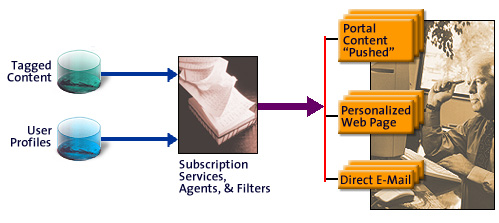 Tagged
Content
User
Profiles
Subscription
Services,
Agents, & Filters
Portal
Content
“Pushed”
Personalized
Web Page
Direct E-Mail